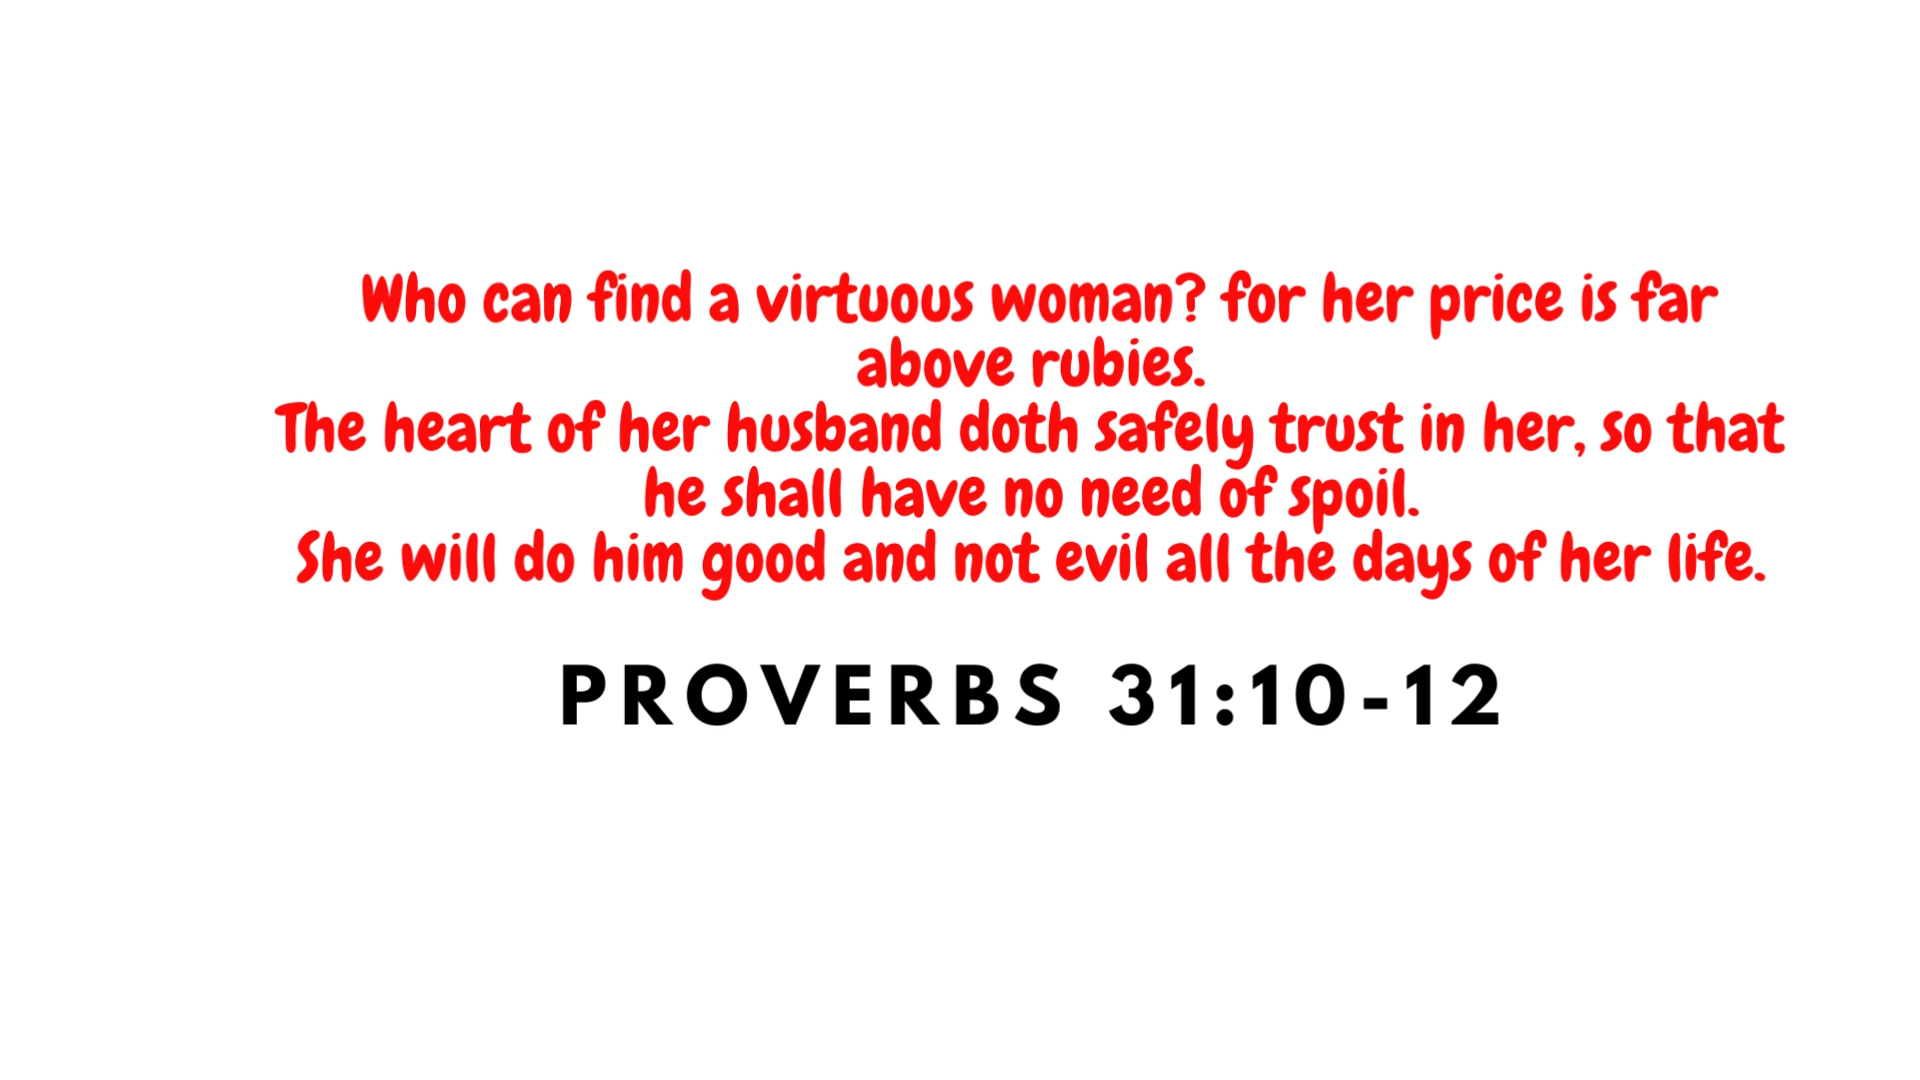 Who can find a virtuous woman? for her price is far
above rubies.
The heart of her husband doth safely trust in her, so that
he shall have no need of spoil.
She will do him good and not evil all the days of her life.
PROVERBS 31:10-12